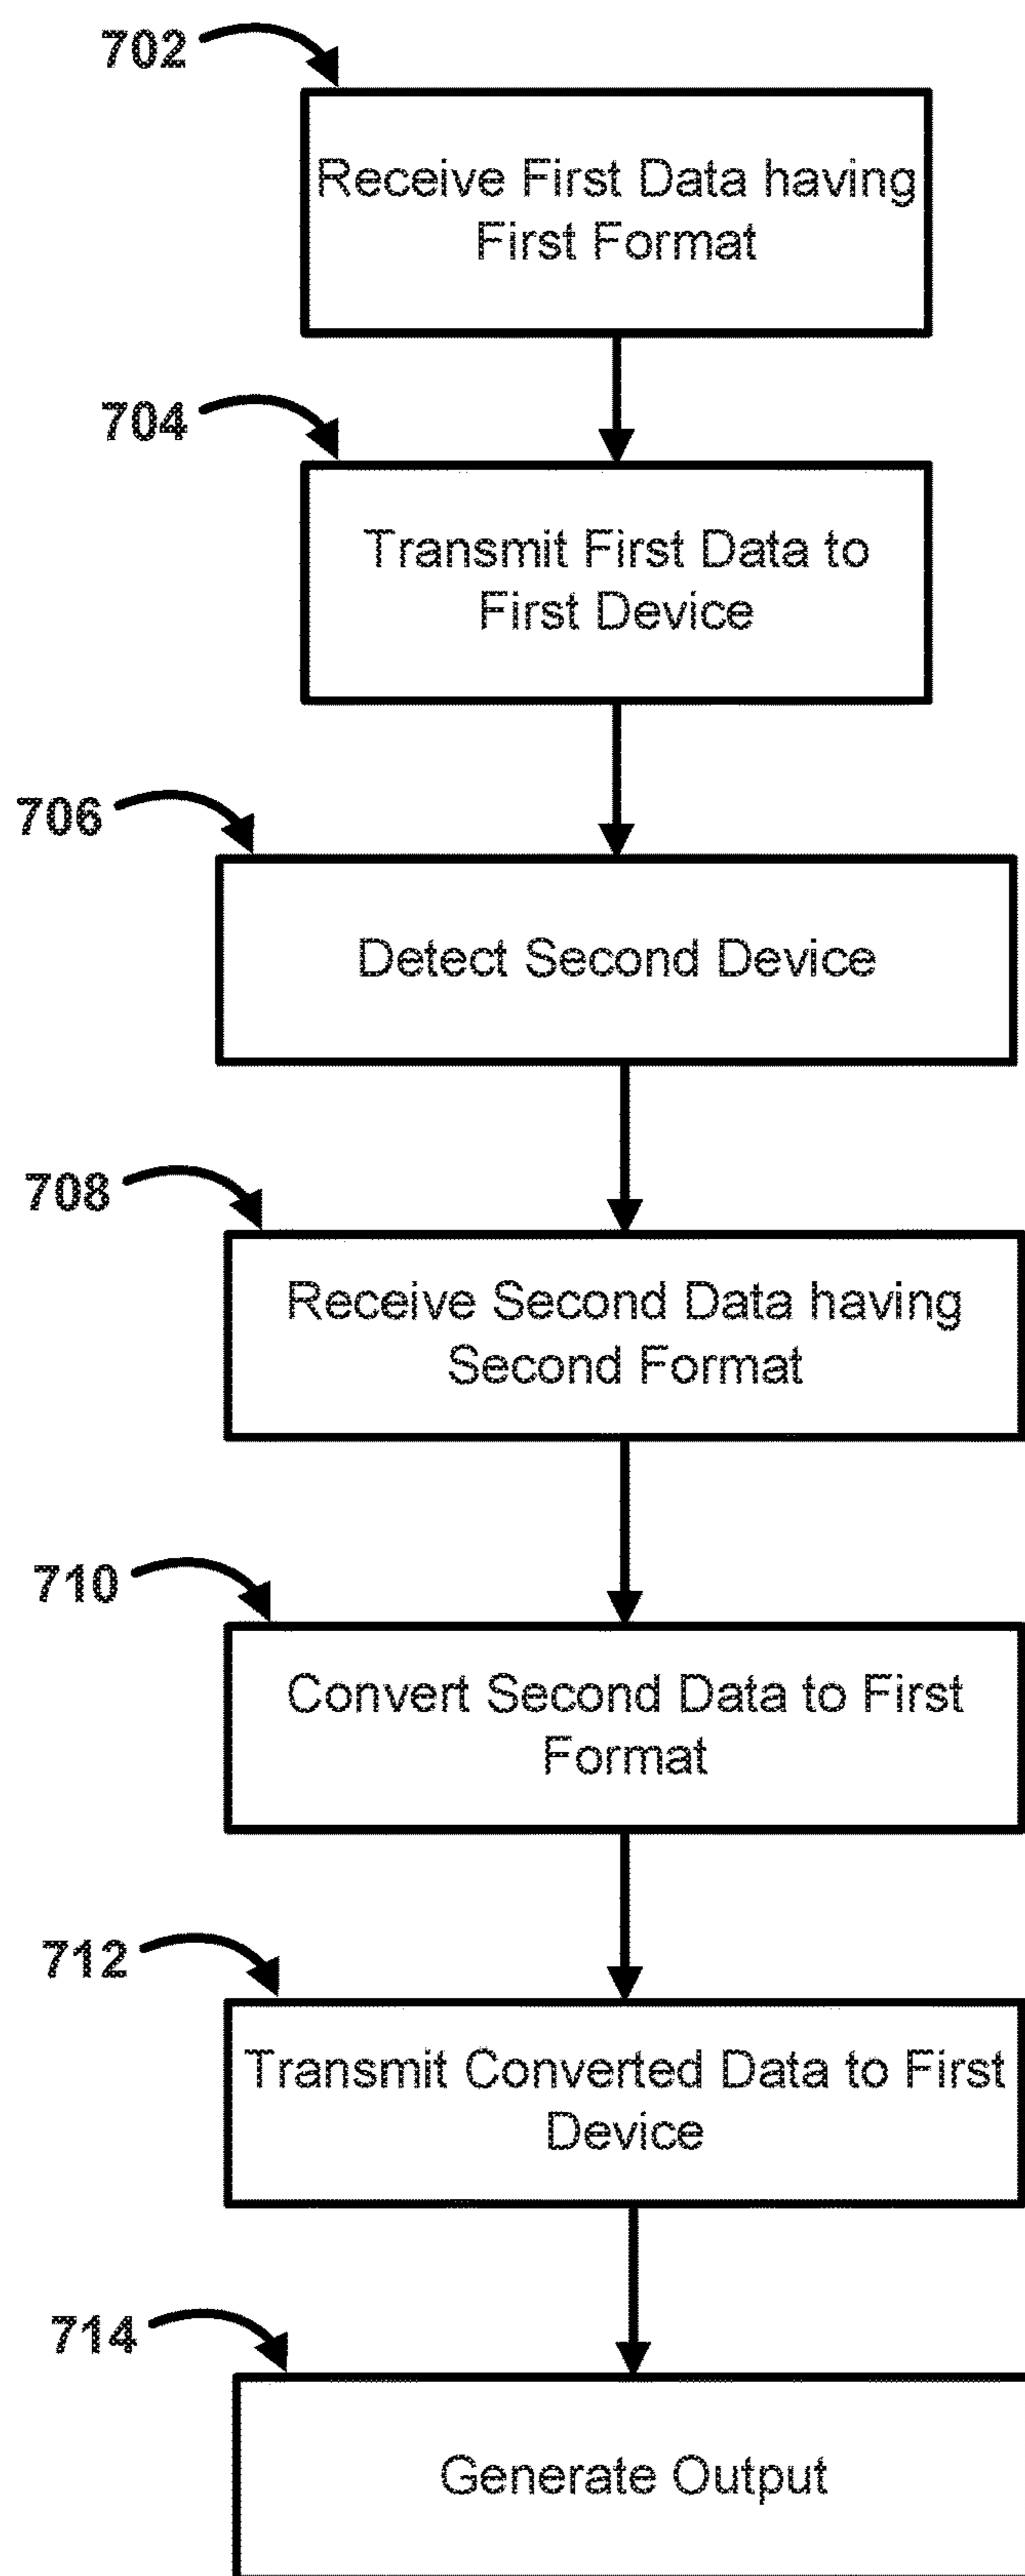 702
Receive First Data having
First Format
704
Transmit First Data to
First Device
706
Detect Second Device
708
Receive Second Data having
Second Format
710
Convert Second Data to First
Format
712
Transmit Converted Data to First
Device
714
Generate Output